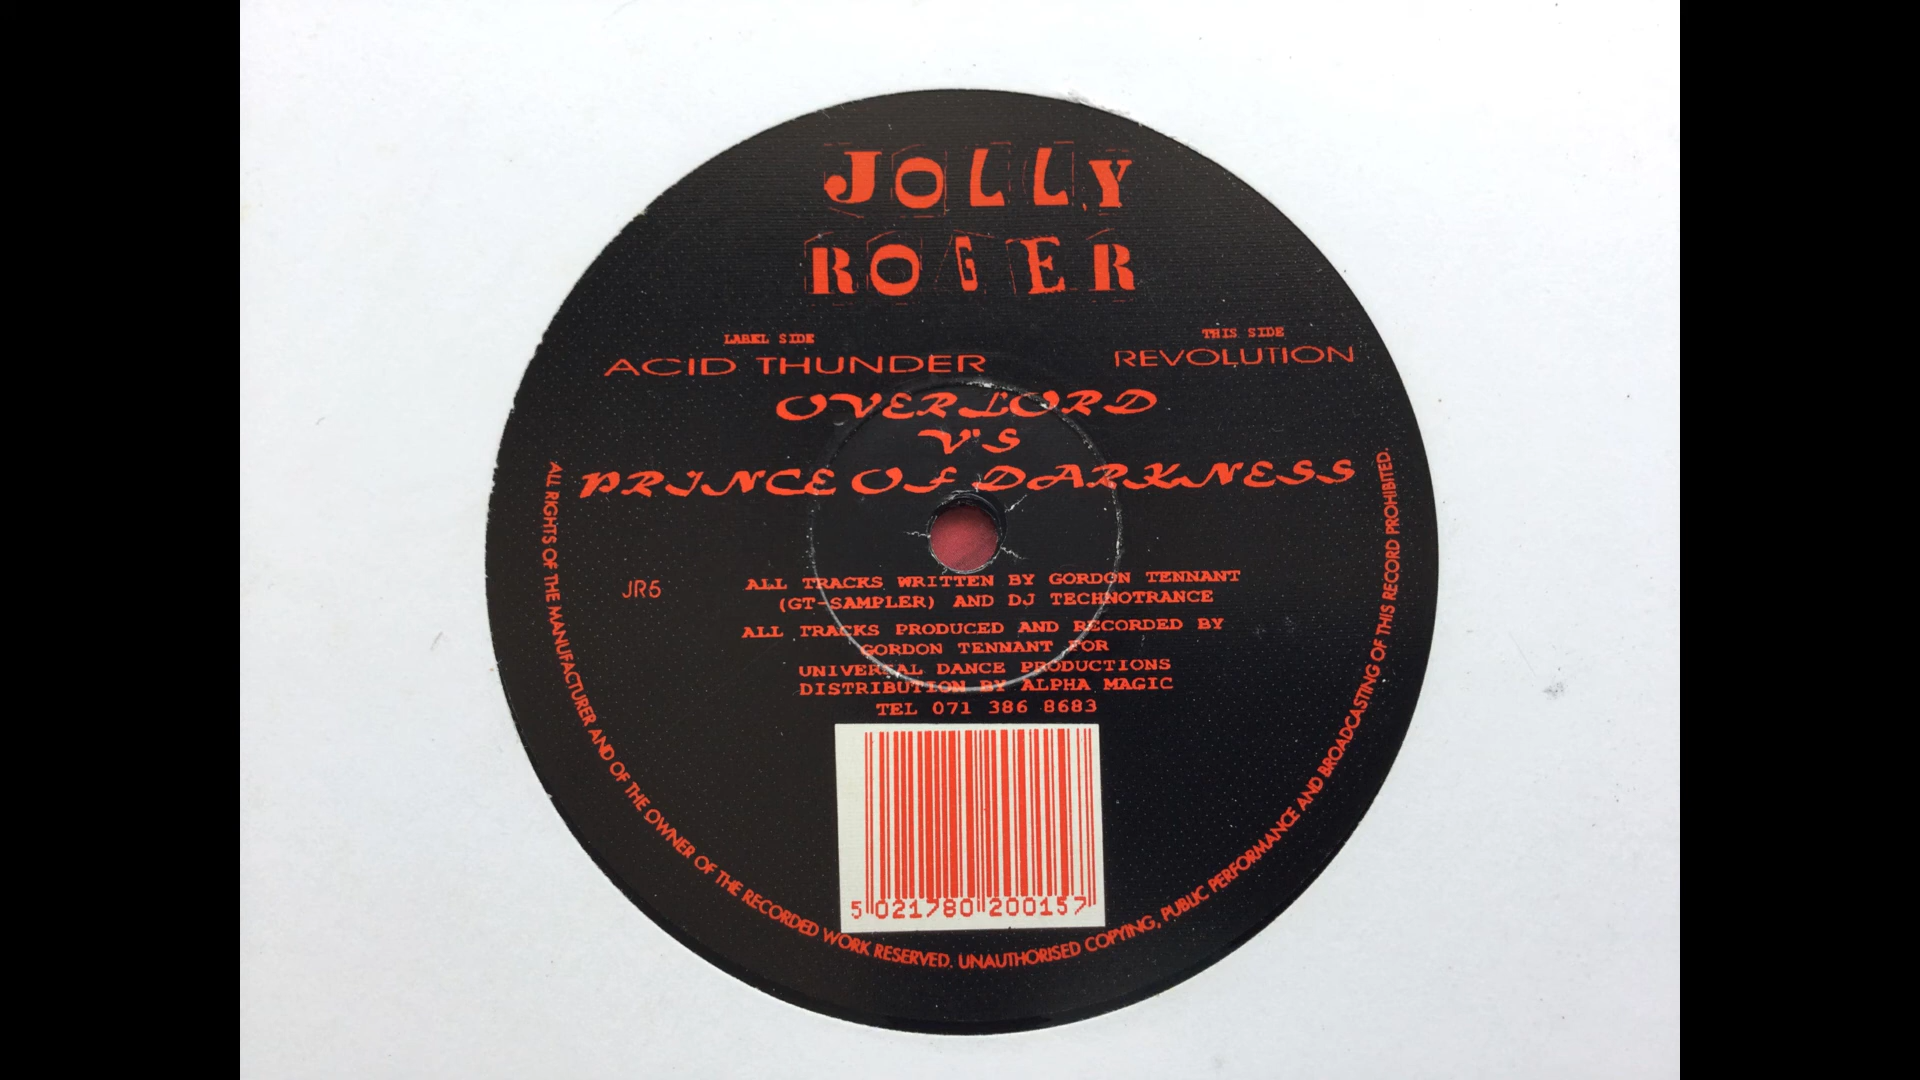 JOLLY
ROGER
LABEL SIDE
ACID THUNDER
THIS SIDE
REVOLUTION
OVERLORD
V'S
PRINCE OF DARKNESS
JR5
ALL TRACKS WRITTEN BY GORDON TENNANT
(GT-SAMPLER) AND DJ TECHNOTRANCE
ALL TRACKS PRODUCED AND RECORDED BY
GORDON TENNANT FOR
UNIVERSAL DANCE PRODUCTIONS
DISTRIBUTION BY ALPHA MAGIC
TEL 071 386 8683
5 021780 200157
ALL RIGHTS OF THE MANUFACTURER AND OF THE OWNER OF THE RECORDED WORK RESERVED. UNAUTHORISED COPYING, PUBLIC PERFORMANCE AND BROADCASTING OF THIS RECORD PROHIBITED.